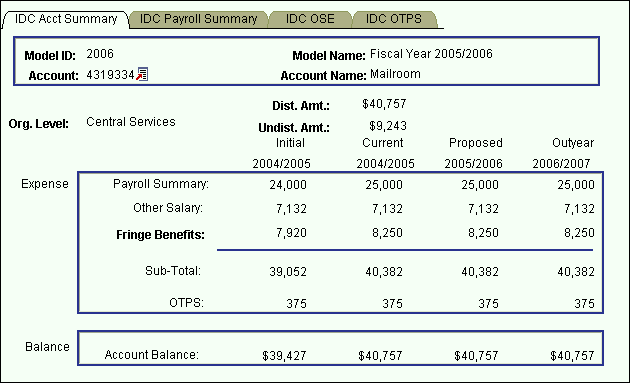 IDC Acct Summary IDC Payroll Summary IDC OSE IDC OTPS
Model ID: 2006 Model Name: Fiscal Year 2005/2006
Account: 4319334 Account Name: Mailroom
Dist. Amt.: $40,757
Org. Level: Central Services Undist. Amt.: $9,243
Initial Current Proposed Outyear
2004/2005 2004/2005 2005/2006 2006/2007
Expense Payroll Summary: 24,000 25,000 25,000 25,000
Other Salary: 7,132 7,132 7,132 7,132
Fringe Benefits: 7,920 8,250 8,250 8,250
Sub-Total: 39,052 40,382 40,382 40,382
OTPS: 375 375 375 375
Balance Account Balance: $39,427 $40,757 $40,757 $40,757